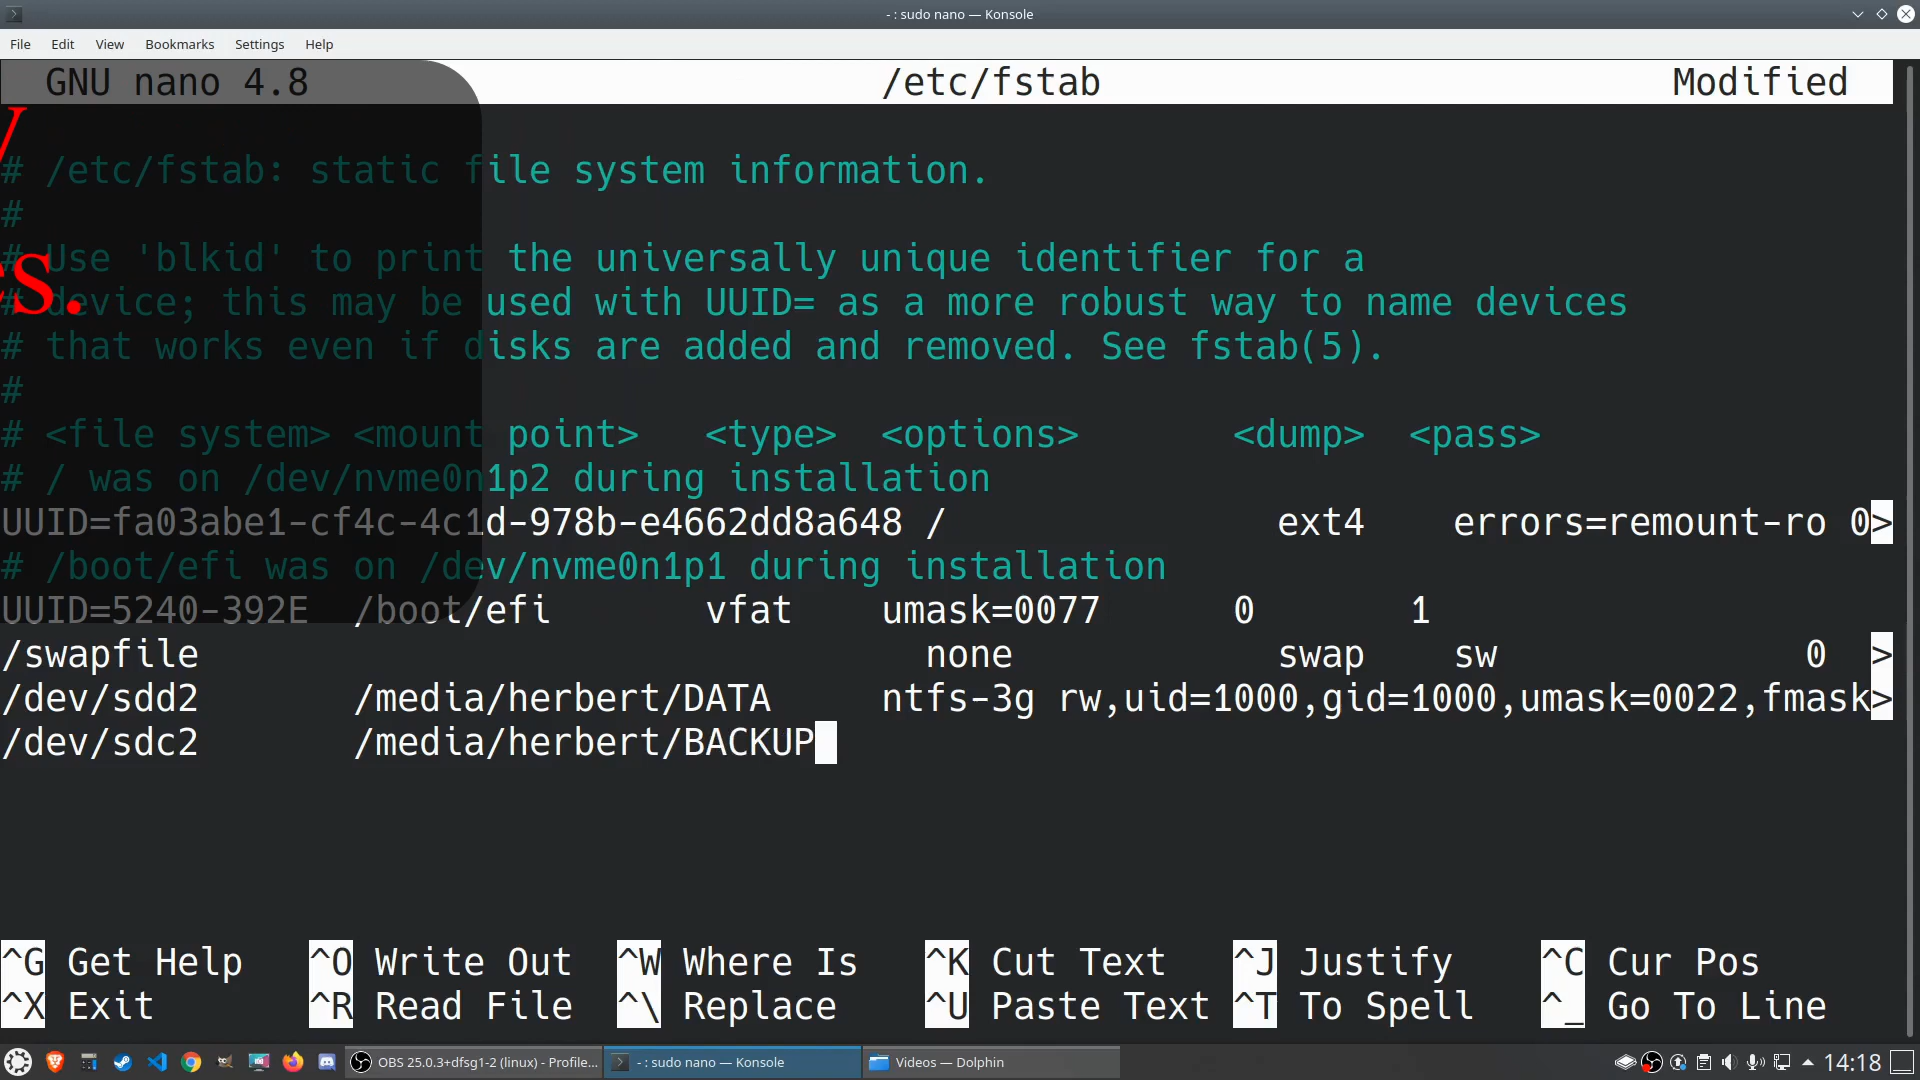 - : sudo nano — Konsole
File Edit View Bookmarks Settings Help
GNU nano 4.8 /etc/fstab Modified
# /etc/fstab: static file system information.
#
# Use 'blkid' to print the universally unique identifier for a
s.
# device; this may be used with UUID= as a more robust way to name devices
# that works even if disks are added and removed. See fstab(5).
#
# <file system> <mount point> <type> <options> <dump> <pass>
# / was on /dev/nvme0n1p2 during installation
UUID=fa03abe1-cf4c-4c1d-978b-e4662dd8a648 / ext4 errors=remount-ro 0>
# /boot/efi was on /dev/nvme0n1p1 during installation
UUID=5240-392E /boot/efi vfat umask=0077 0 1
/swapfile none swap sw 0 >
/dev/sdd2 /media/herbert/DATA ntfs-3g rw,uid=1000,gid=1000,umask=0022,fmask>
/dev/sdc2 /media/herbert/BACKUP
^G Get Help ^O Write Out ^W Where Is ^K Cut Text ^J Justify ^C Cur Pos
^X Exit ^R Read File ^\ Replace ^U Paste Text ^T To Spell ^_ Go To Line
OBS 25.0.3+dfsg1-2 (linux) - Profile... - : sudo nano — Konsole Videos — Dolphin 14:18